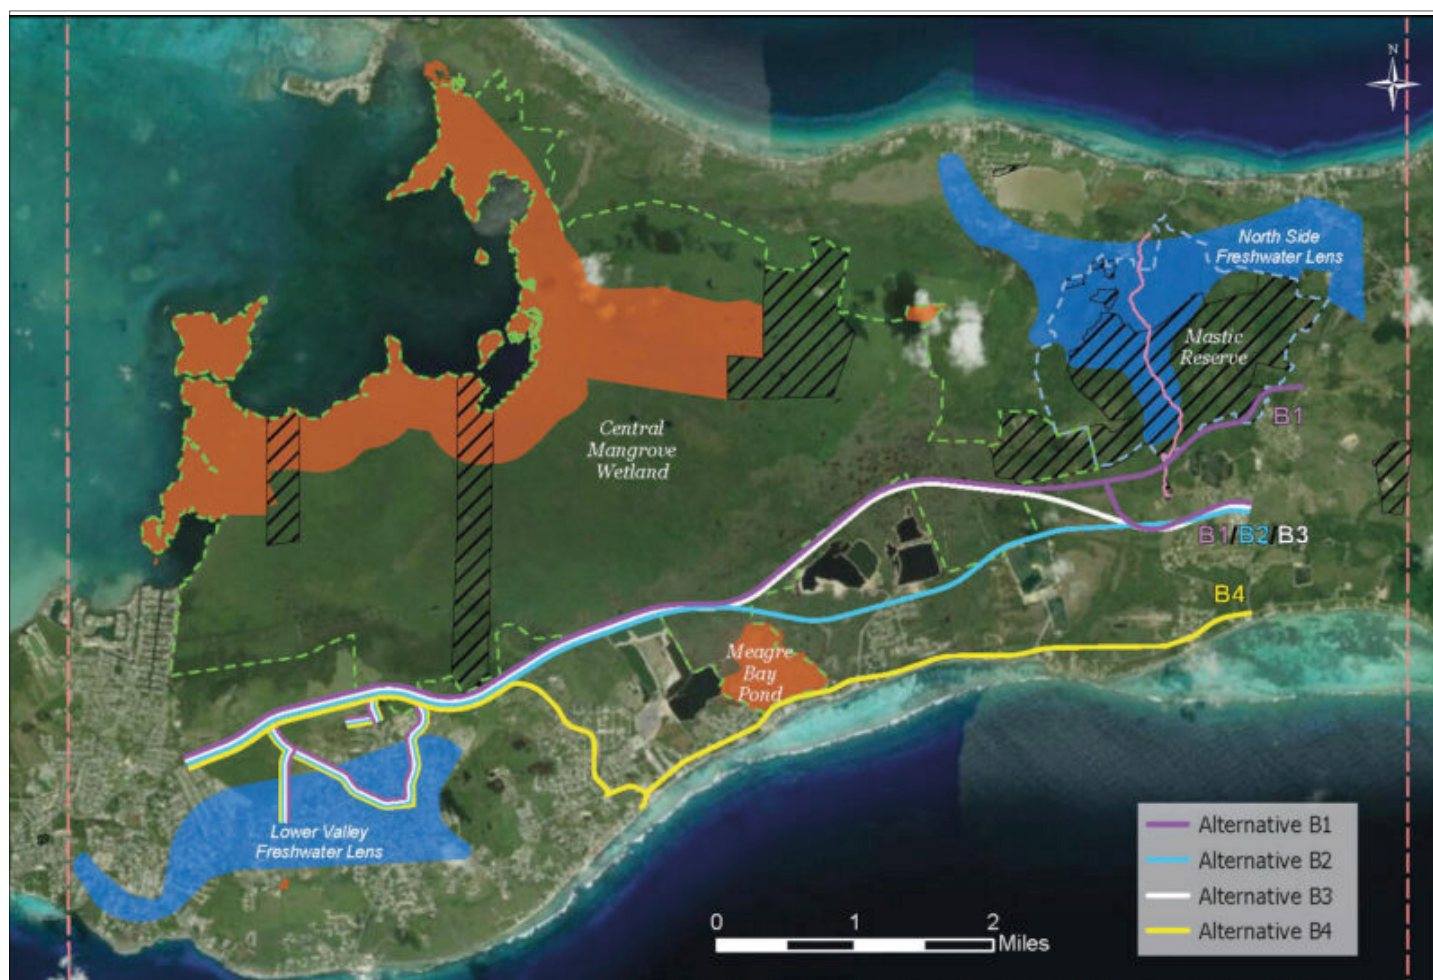 N
North Side
Freshwater Lens
Mastic
Reserve
B1
Central
Mangrove
Wetland
B1/B2/B3
B4
Meagre
Bay
Pond
Lower Valley
Freshwater Lens
Alternative B1
Alternative B2
Alternative B3
Alternative B4
0 1 2
Miles